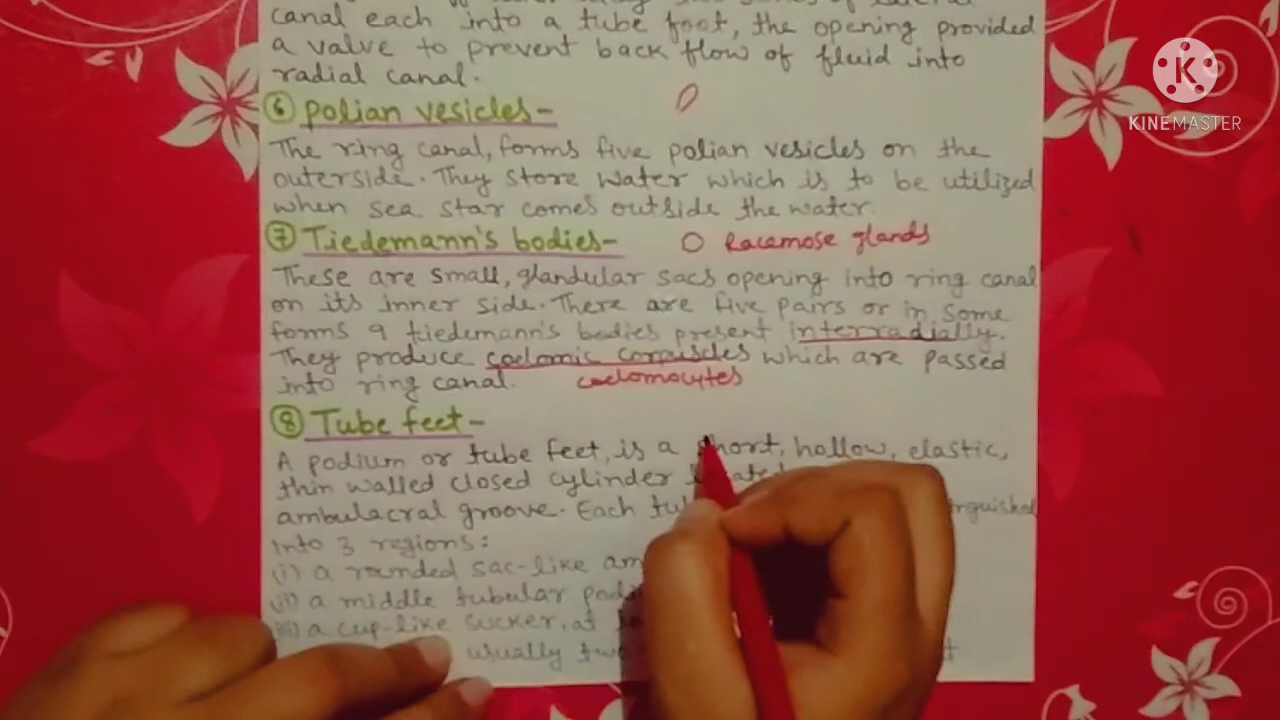 canal each into a tube foot, the opening provided
a valve to prevent back flow of fluid into
radial canal.
⑥ Polian vesicles-
The ring canal, forms five polian vesicles on the
outerside. They store water which is to be utilized
when sea star comes outside the water.
⑦ Tiedemann's bodies- Racemose glands
These are small, glandular sacs opening into ring canal
on its inner side. There are five pairs or in some
forms 9 tiedemann's bodies present interradially.
They produce coelomic corpuscles which are passed
into ring canal. coelomocytes
⑧ Tube feet-
A podium or tube feet, is a short, hollow, elastic,
thin walled closed cylinder
ambulacral groove. Each
into 3 regions:
(i) a rounded sac-like
(ii) a middle tubular
(iii) a cup-like sucker, at
usually
K
KINEMASTER